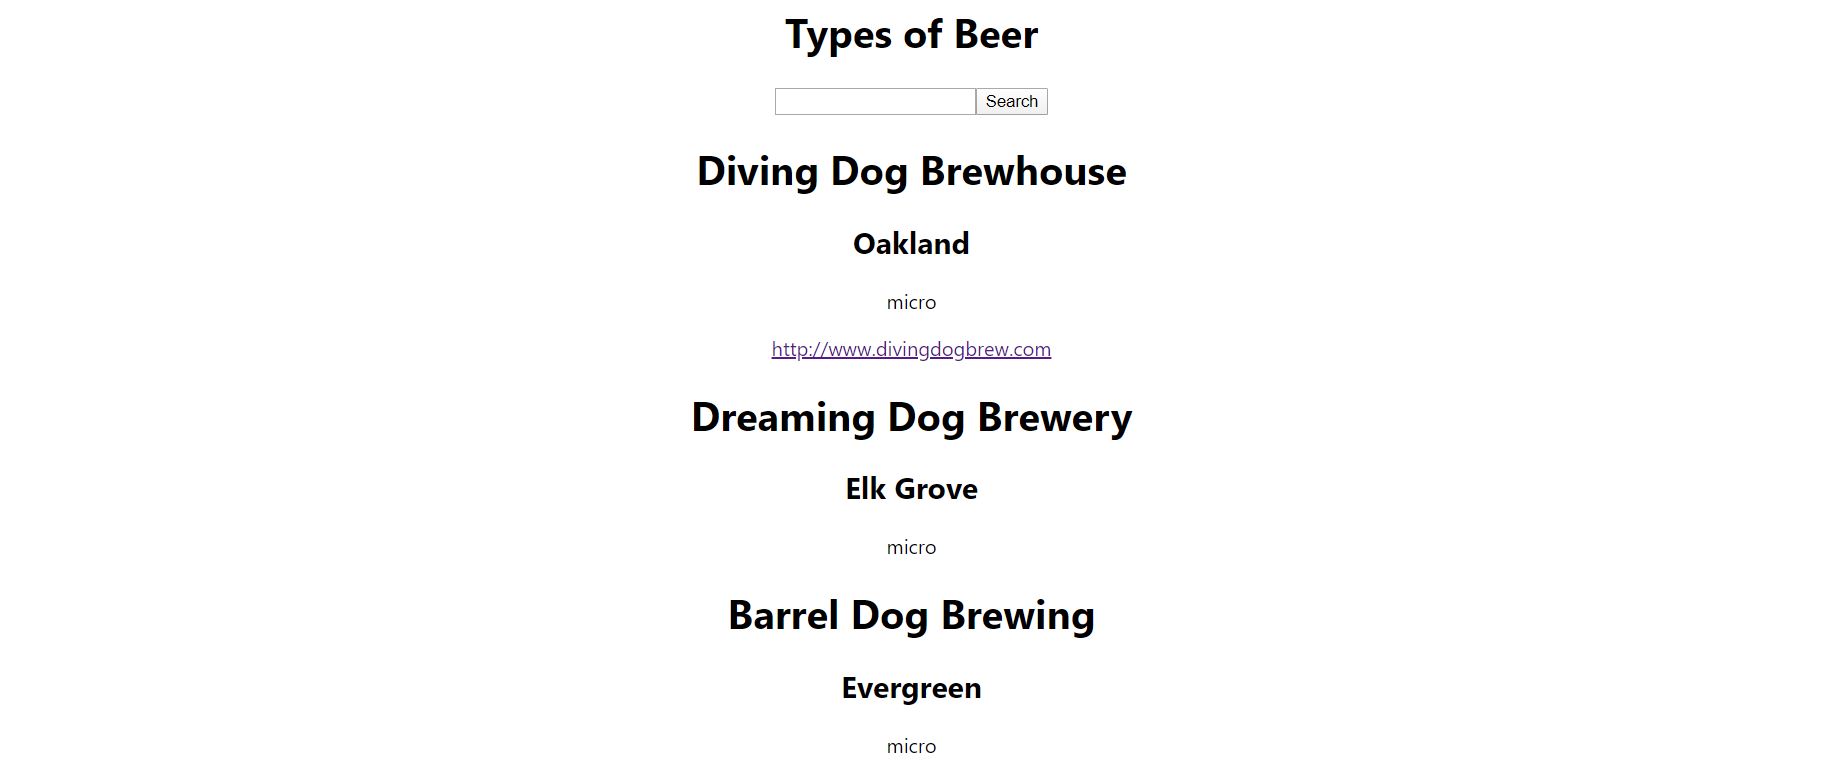 Types of Beer
Search
Diving Dog Brewhouse
Oakland
micro
http://www.divingdogbrew.com
Dreaming Dog Brewery
Elk Grove
micro
Barrel Dog Brewing
Evergreen
micro